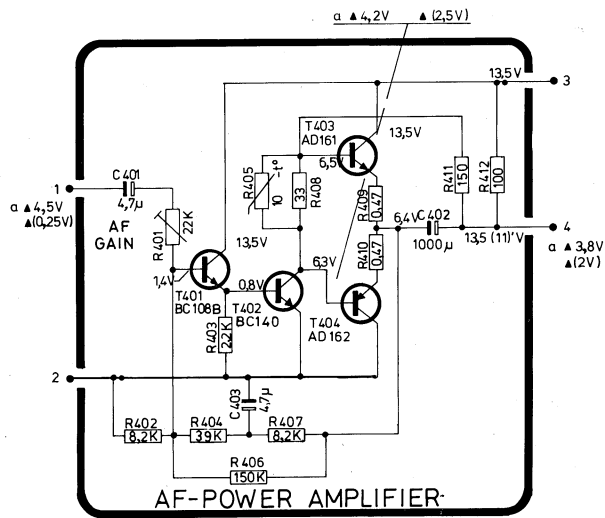 a ▲ 4,2V ▲ (2,5V)
13,5V
3
T403
AD161
13,5V
6,5V
R405
10 -t°
33
R408
R411
150
R412
100
1
C401
4,7µ
a ▲ 4,5V
▲(0,25V)
AF
GAIN
R401
22K
R409
0,47
6,4V
C402
1000µ
4
13,5 (11)'V
a ▲ 3,8V
▲(2V)
13,5V
R410
0,47
1,4V
6,3V
0,8V
T401
BC108B
T402
BC140
R403
2,2K
T404
AD162
2
C403
4,7µ
R402
8,2K
R404
39K
R407
8,2K
R406
150K
AF-POWER AMPLIFIER